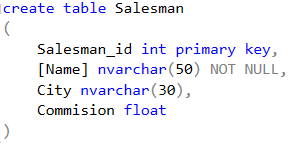 create table Salesman
(
Salesman_id int primary key,
[Name] nvarchar(50) NOT NULL,
City nvarchar(30),
Commision float
)